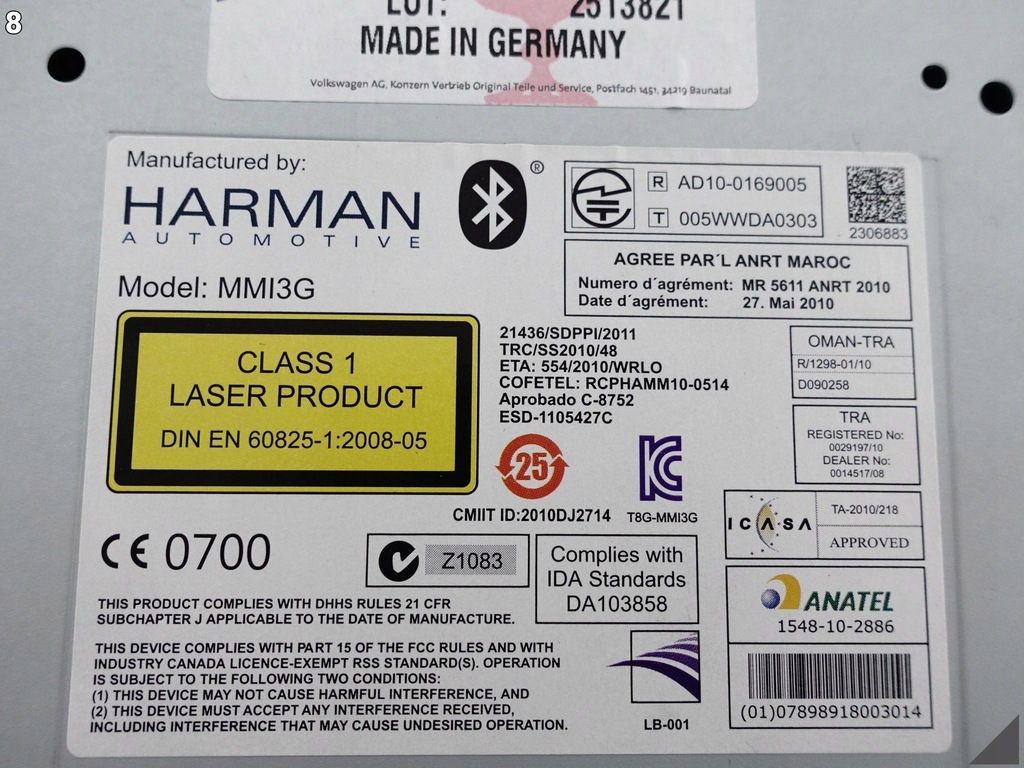 8
LOT: 2513821
MADE IN GERMANY
Volkswagen AG, Konzern Vertrieb Original Teile und Service, Postfach 1451, 34219 Baunatal
Manufactured by:
HARMAN
AUTOMOTIVE
®
Model: MMI3G
R AD10-0169005
T 005WWDA0303
2306883
AGREE PAR´L ANRT MAROC
Numero d´agrément: MR 5611 ANRT 2010
Date d´agrément: 27. Mai 2010
CLASS 1
LASER PRODUCT
DIN EN 60825-1:2008-05
21436/SDPPI/2011
TRC/SS2010/48
ETA: 554/2010/WRLO
COFETEL: RCPHAMM10-0514
Aprobado C-8752
ESD-1105427C
OMAN-TRA
R/1298-01/10
D090258
TRA
REGISTERED No:
0029197/10
DEALER No:
0014517/08
25
CMIIT ID:2010DJ2714
T8G-MMI3G
ICASA
TA-2010/218
APPROVED
CE 0700
Z1083
Complies with
IDA Standards
DA103858
ANATEL
1548-10-2886
(01)07898918003014
THIS PRODUCT COMPLIES WITH DHHS RULES 21 CFR
SUBCHAPTER J APPLICABLE TO THE DATE OF MANUFACTURE.
THIS DEVICE COMPLIES WITH PART 15 OF THE FCC RULES AND WITH
INDUSTRY CANADA LICENCE-EXEMPT RSS STANDARD(S). OPERATION
IS SUBJECT TO THE FOLLOWING TWO CONDITIONS:
(1) THIS DEVICE MAY NOT CAUSE HARMFUL INTERFERENCE, AND
(2) THIS DEVICE MUST ACCEPT ANY INTERFERENCE RECEIVED,
INCLUDING INTERFERENCE THAT MAY CAUSE UNDESIRED OPERATION.
LB-001